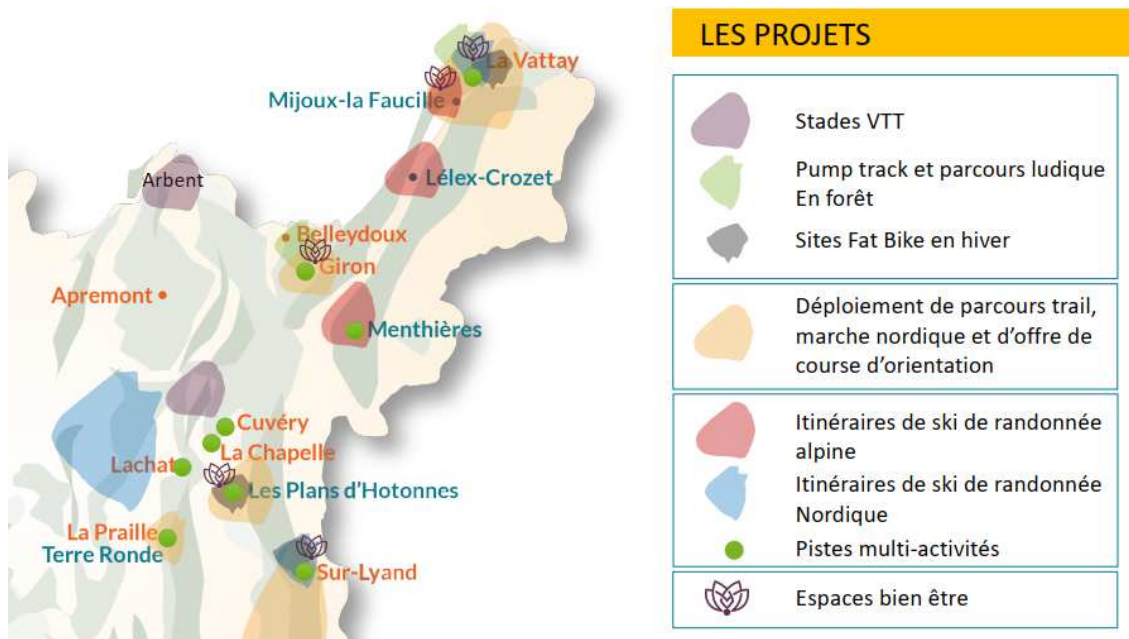 La Vattay
Mijoux-la Faucille
Lélex-Crozet
Arbent
Belleydoux
Giron
Apremont
Menthières
Cuvéry
La Chapelle
Lachat
Les Plans d'Hotonnes
La Praille
Terre Ronde
Sur-Lyand
LES PROJETS
Stades VTT
Pump track et parcours ludique
En forêt
Sites Fat Bike en hiver
Déploiement de parcours trail,
marche nordique et d'offre de
course d'orientation
Itinéraires de ski de randonnée
alpine
Itinéraires de ski de randonnée
Nordique
Pistes multi-activités
Espaces bien être